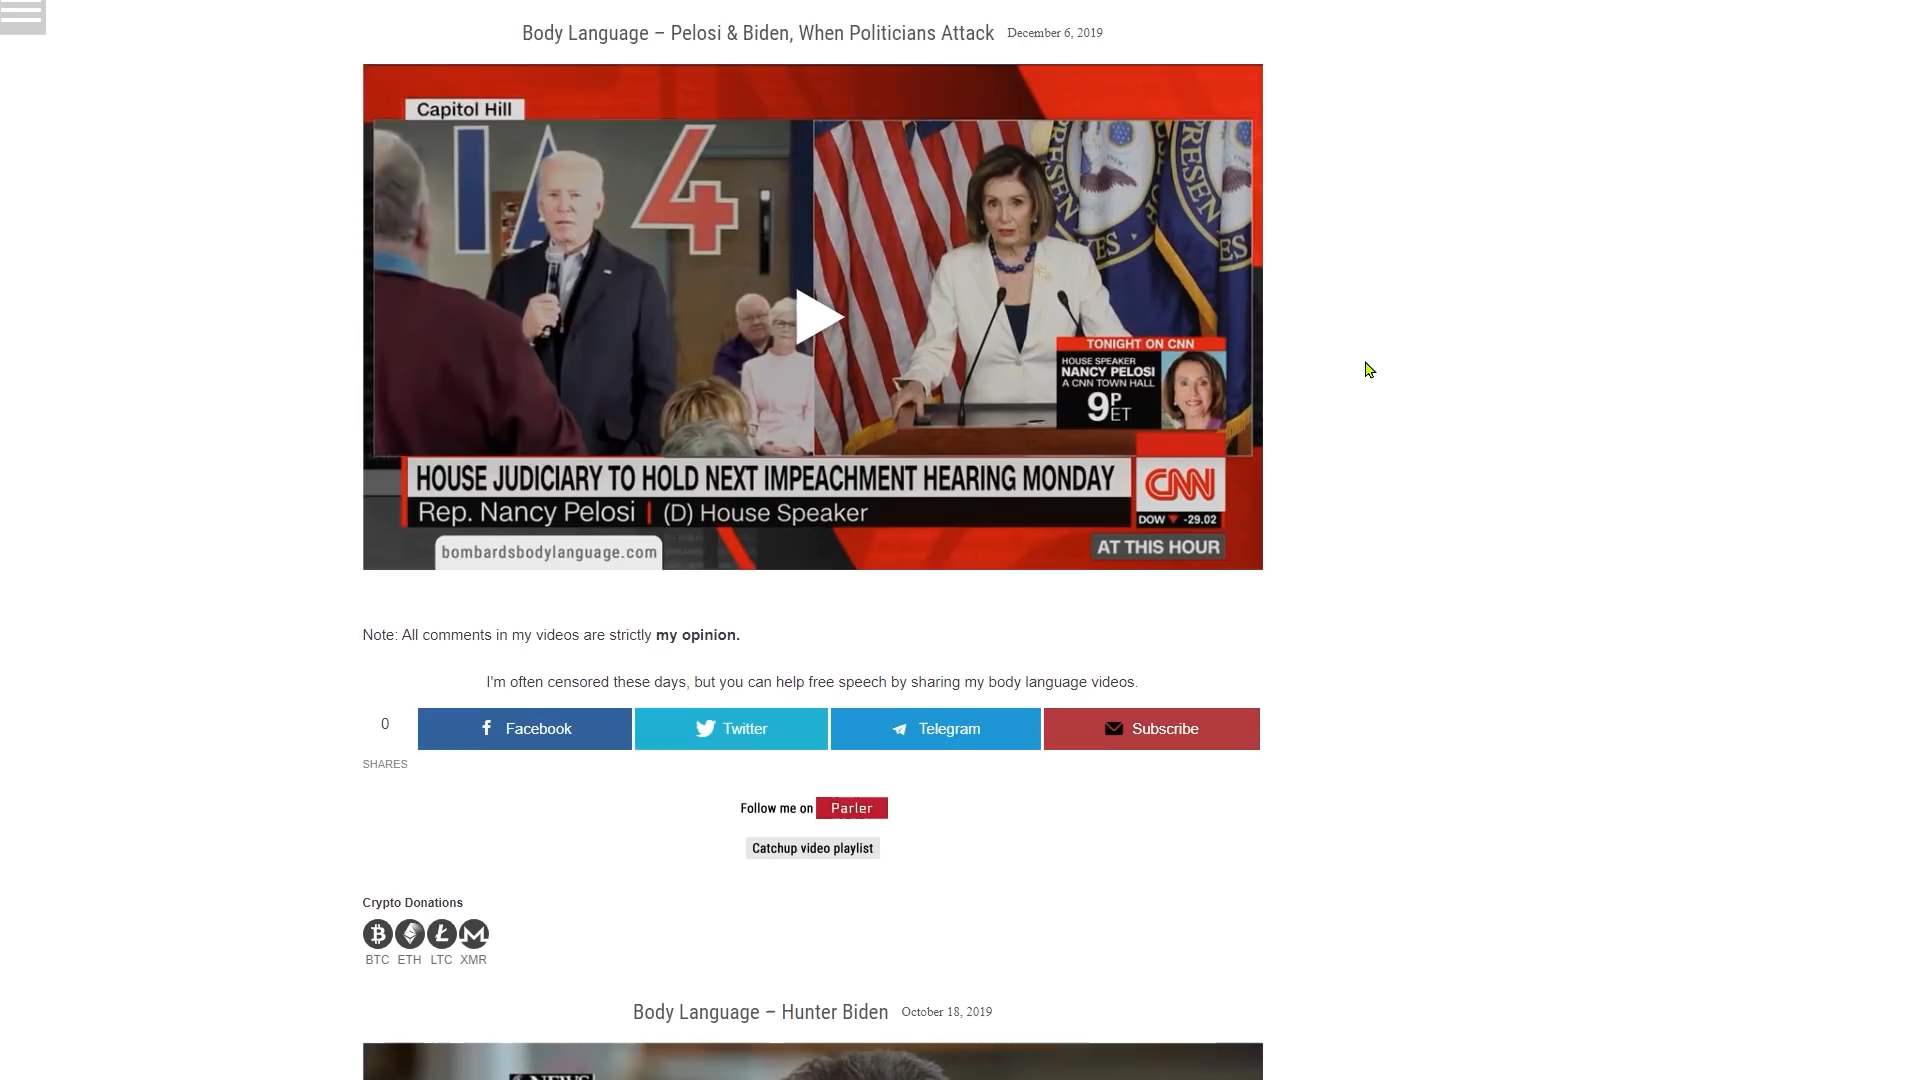 Body Language – Pelosi & Biden, When Politicians Attack December 6, 2019
Capitol Hill
IA 4
TONIGHT ON CNN
HOUSE SPEAKER
NANCY PELOSI
A CNN TOWN HALL
9P ET
HOUSE JUDICIARY TO HOLD NEXT IMPEACHMENT HEARING MONDAY
CNN
Rep. Nancy Pelosi | (D) House Speaker
DOW ▼ -29.02
bombardsbodylanguage.com
AT THIS HOUR
Note: All comments in my videos are strictly my opinion.
I'm often censored these days, but you can help free speech by sharing my body language videos.
0
SHARES
Facebook
Twitter
Telegram
Subscribe
Follow me on Parler
Catchup video playlist
Crypto Donations
BTC ETH LTC XMR
Body Language – Hunter Biden October 18, 2019